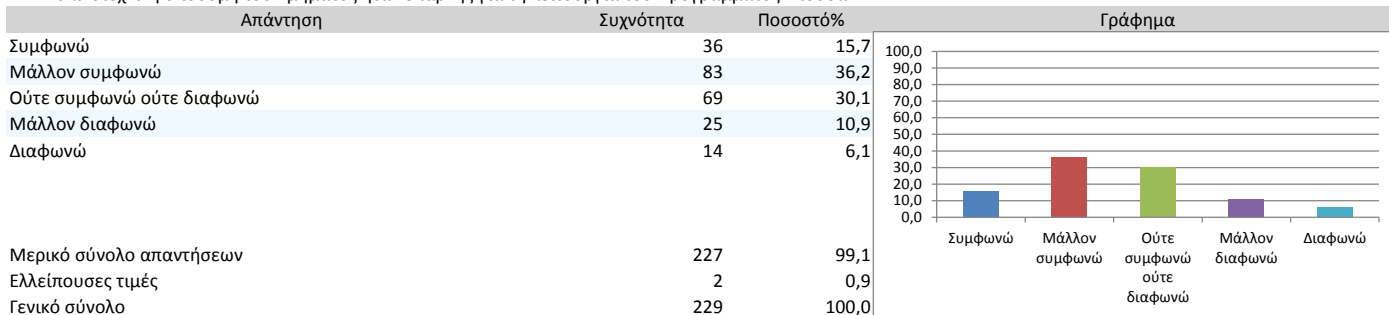 Απάντηση Συχνότητα Ποσοστό% Γράφημα
Συμφωνώ 36 15,7
Μάλλον συμφωνώ 83 36,2
Ούτε συμφωνώ ούτε διαφωνώ 69 30,1
Μάλλον διαφωνώ 25 10,9
Διαφωνώ 14 6,1
Μερικό σύνολο απαντήσεων 227 99,1
Ελλείπουσες τιμές 2 0,9
Γενικό σύνολο 229 100,0
100,0
90,0
80,0
70,0
60,0
50,0
40,0
30,0
20,0
10,0
0,0
Συμφωνώ Μάλλον Ούτε Μάλλον Διαφωνώ
συμφωνώ συμφωνώ διαφωνώ
ούτε
διαφωνώ